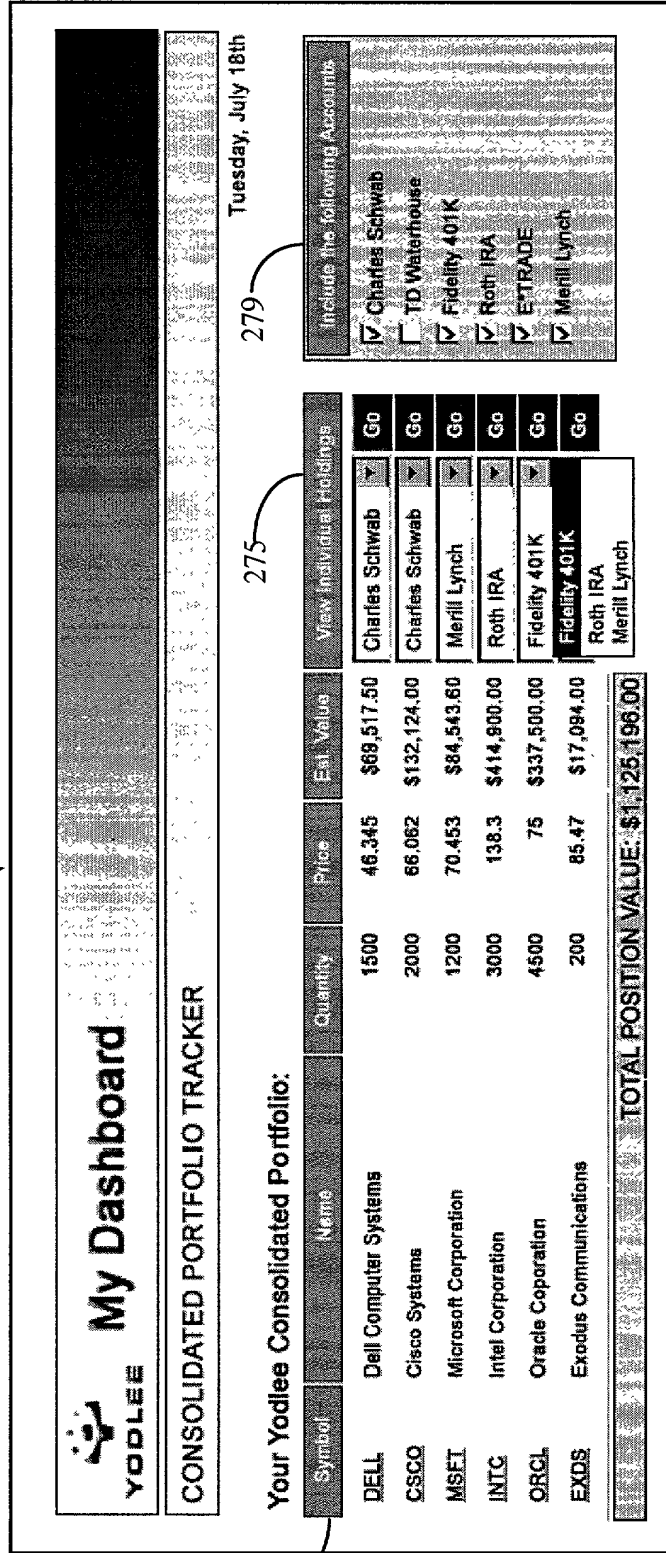 YODLEE My Dashboard
CONSOLIDATED PORTFOLIO TRACKER
Tuesday, July 18th
Your Yodlee Consolidated Portfolio:
275
279
Symbol Name Quantity Price Est. Value View Individual Holdings
DELL Dell Computer Systems 1500 46.345 $69,517.50 Charles Schwab Go
CSCO Cisco Systems 2000 66,062 $132,124.00 Charles Schwab Go
MSFT Microsoft Corporation 1200 70.453 $84,543.60 Merill Lynch Go
INTC Intel Corporation 3000 138.3 $414,900.00 Roth IRA Go
ORCL Oracle Coporation 4500 75 $337,500.00 Fidelity 401K Go
EXDS Exodus Communications 200 85.47 $17,094.00 Fidelity 401K Go
Roth IRA
Merill Lynch
TOTAL POSITION VALUE: $1,125,196.00
Include the following Accounts
Charles Schwab
TD Waterhouse
Fidelity 401K
Roth IRA
E*TRADE
Merill Lynch